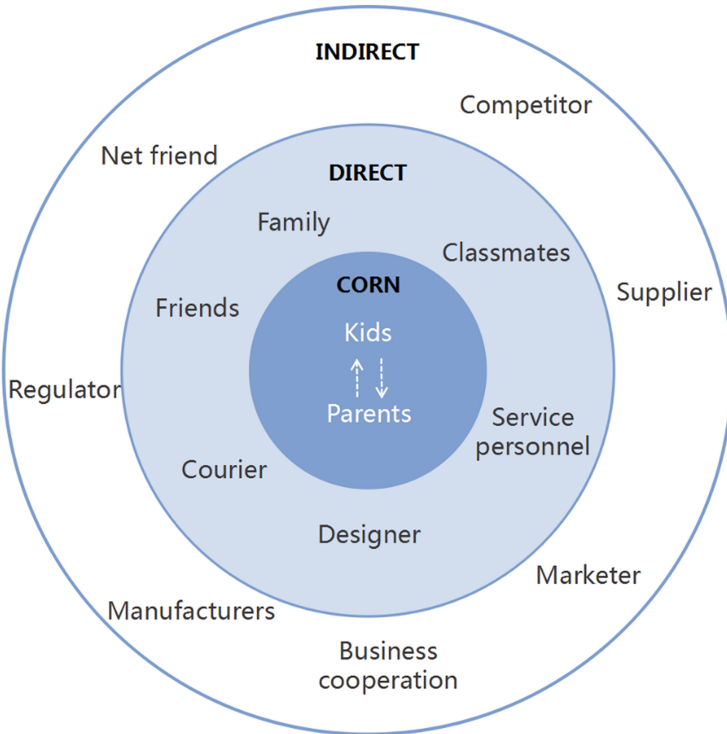 INDIRECT
Competitor
Net friend
DIRECT
Family
Classmates
CORN
Supplier
Friends
Kids
Regulator
Parents
Service
personnel
Courier
Designer
Marketer
Manufacturers
Business
cooperation